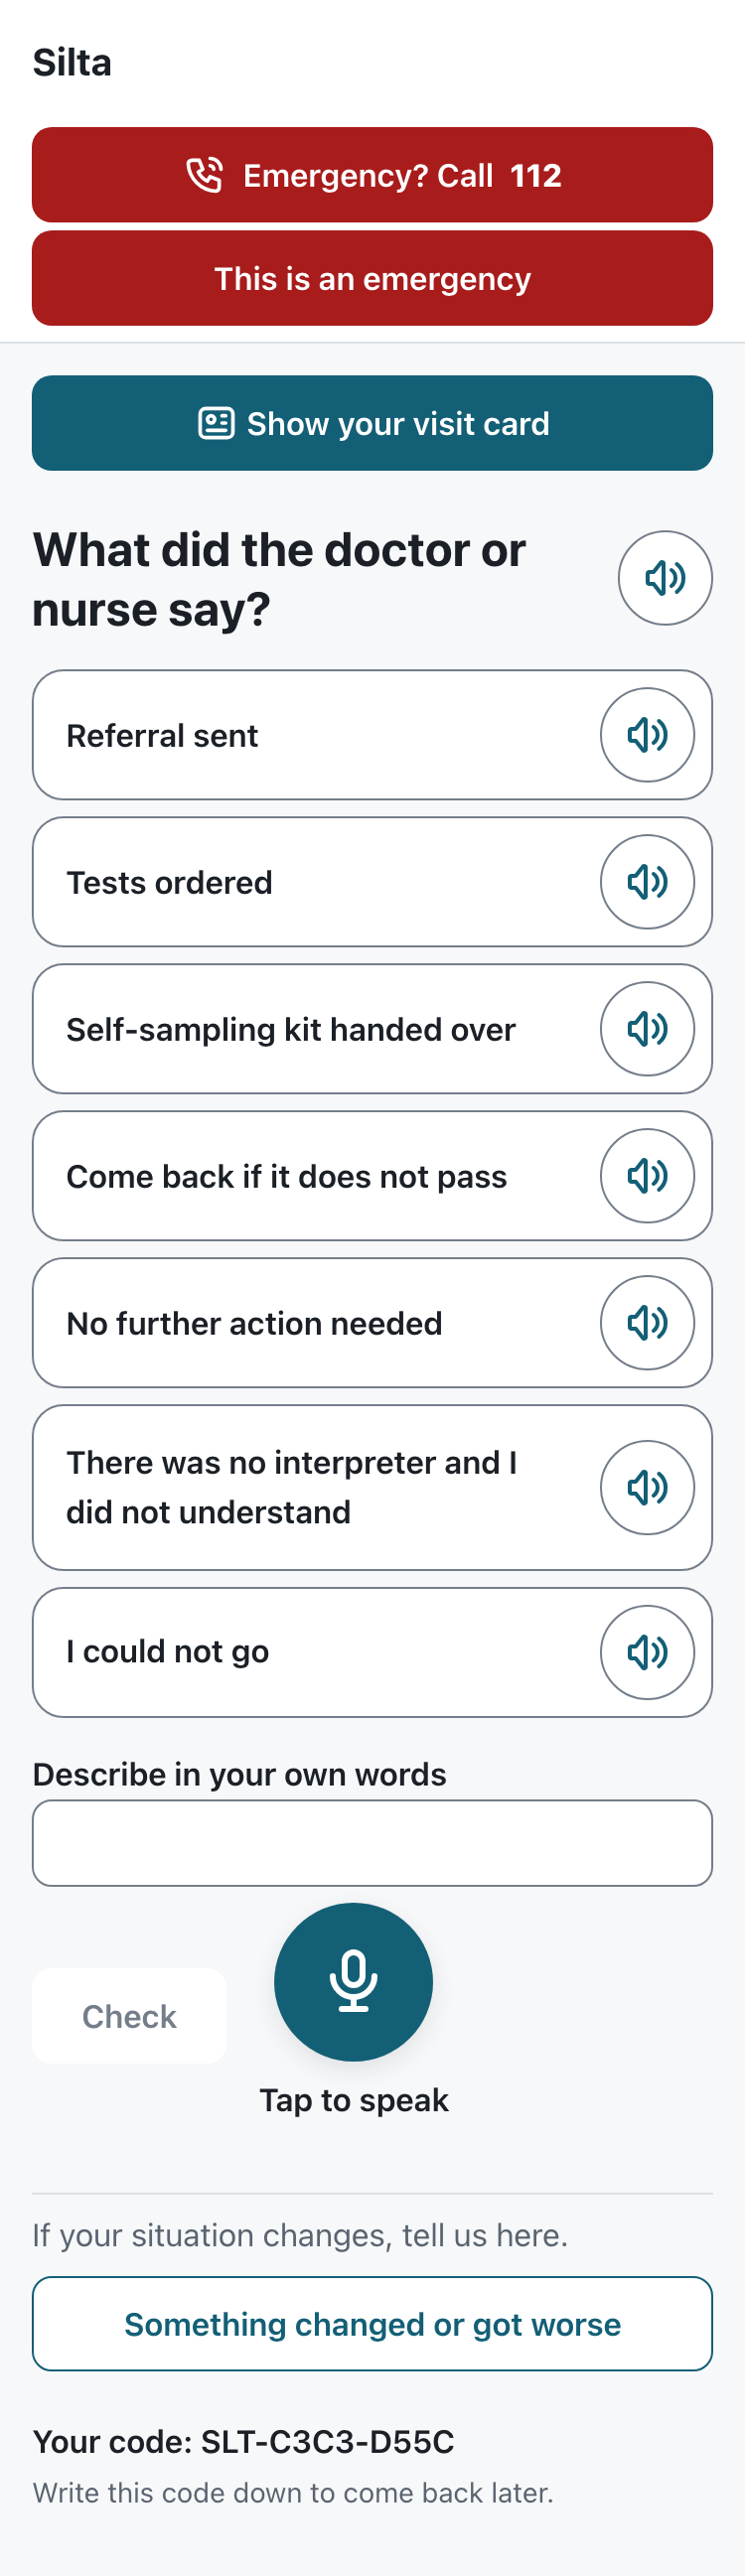 Silta
Emergency? Call 112
This is an emergency
Show your visit card
What did the doctor or
nurse say?
Referral sent
Tests ordered
Self-sampling kit handed over
Come back if it does not pass
No further action needed
There was no interpreter and I
did not understand
I could not go
Describe in your own words
Check
Tap to speak
If your situation changes, tell us here.
Something changed or got worse
Your code: SLT-C3C3-D55C
Write this code down to come back later.